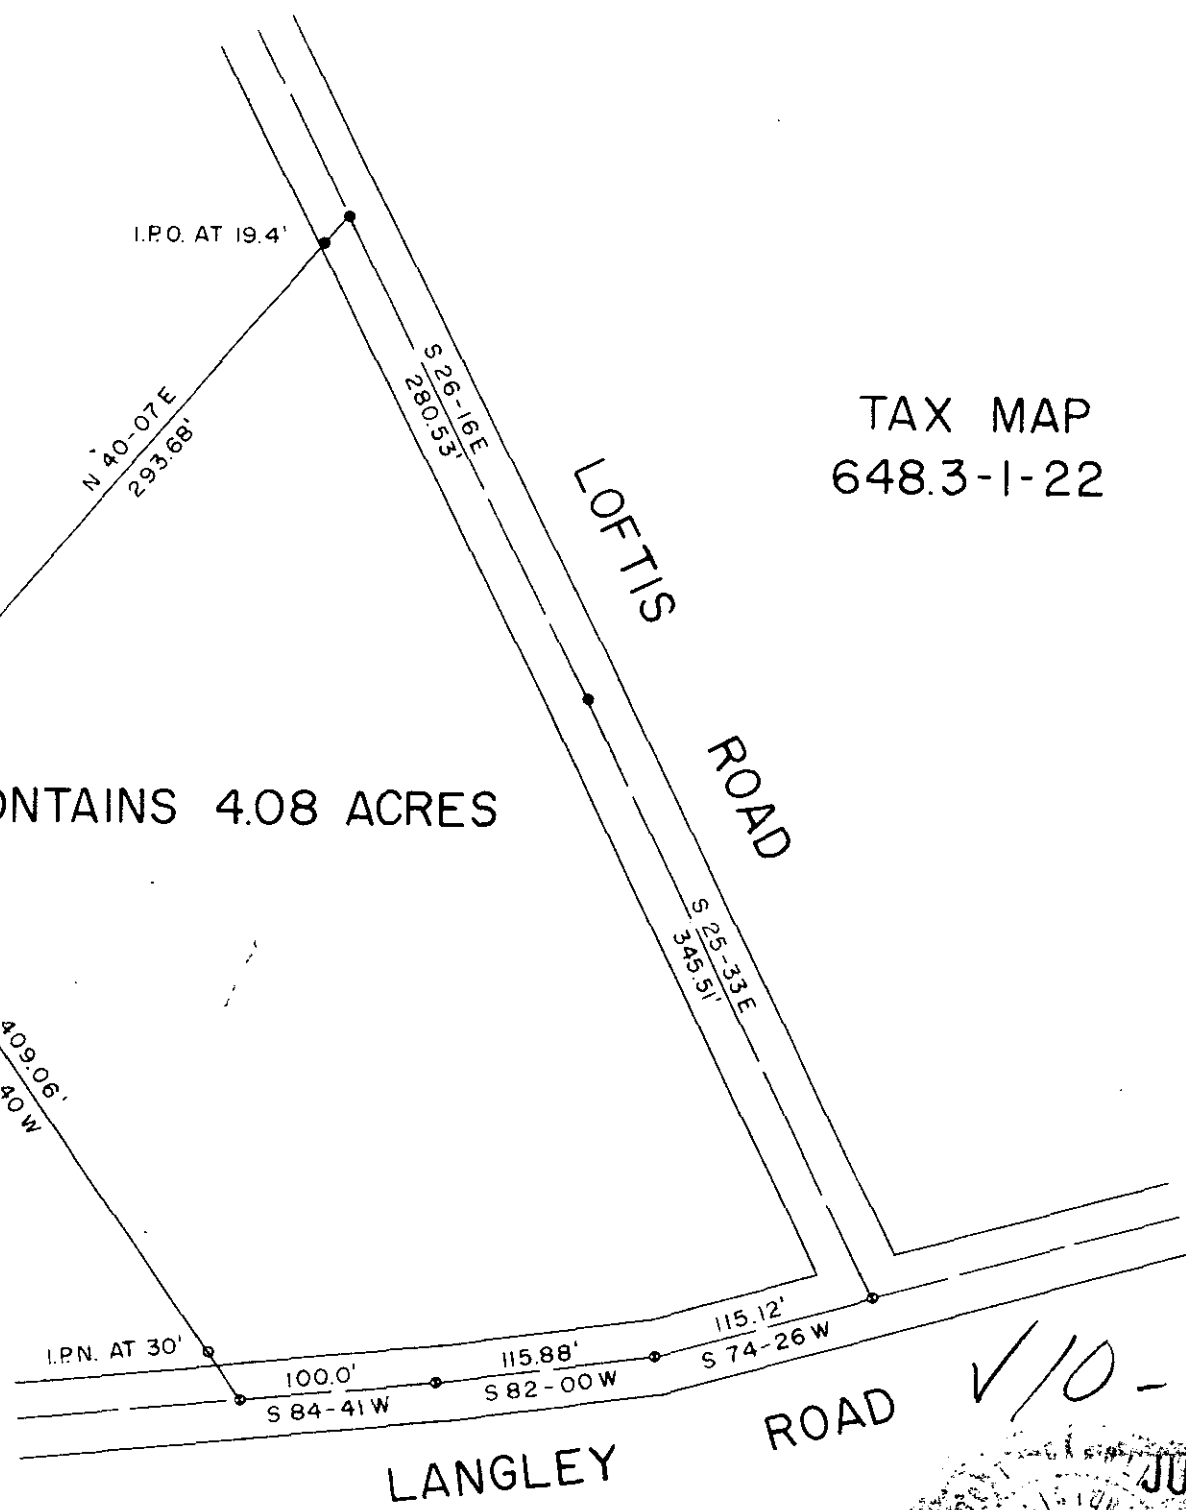 I.P.O. AT 19.4'
N 40-07 E
293.68'
S 26-16 E
280.53'
TAX MAP
648.3-1-22
LOFTIS
ROAD
ONTAINS 4.08 ACRES
S 25-33 E
345.51'
409.06'
40 W
I.P.N. AT 30'
100.0'
S 84-41 W
115.88'
S 82-00 W
115.12'
S 74-26 W
LANGLEY ROAD
JU